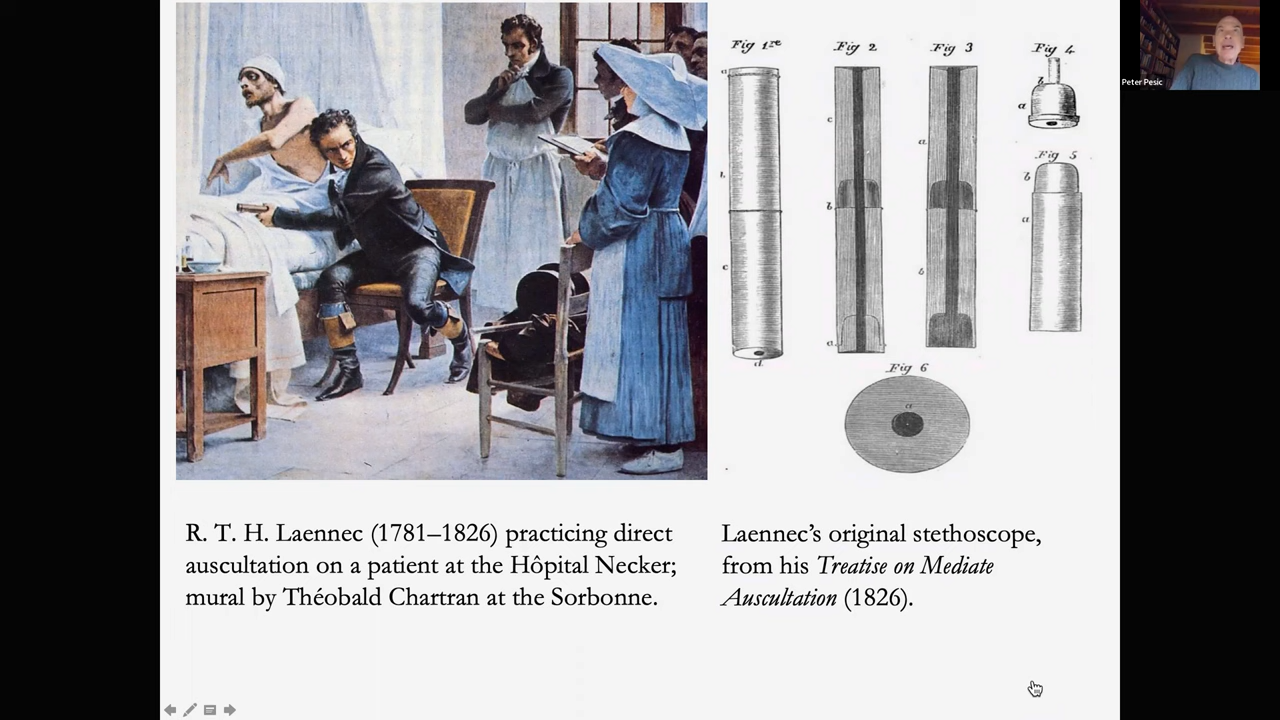 Peter Pesic
Fig 1re
Fig 2
Fig 3
Fig 4
Fig 5
Fig 6
a
b
c
d
c
b
a
a
b
b
a
b
a
a
R. T. H. Laennec (1781–1826) practicing direct
auscultation on a patient at the Hôpital Necker;
mural by Théobald Chartran at the Sorbonne.
Laennec’s original stethoscope,
from his Treatise on Mediate
Auscultation (1826).